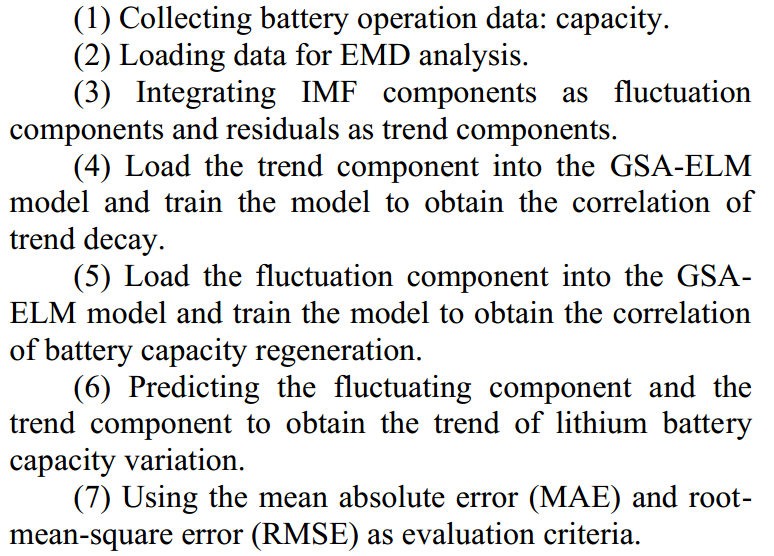 (1) Collecting battery operation data: capacity.
(2) Loading data for EMD analysis.
(3) Integrating IMF components as fluctuation
components and residuals as trend components.
(4) Load the trend component into the GSA-ELM
model and train the model to obtain the correlation of
trend decay.
(5) Load the fluctuation component into the GSA-
ELM model and train the model to obtain the correlation
of battery capacity regeneration.
(6) Predicting the fluctuating component and the
trend component to obtain the trend of lithium battery
capacity variation.
(7) Using the mean absolute error (MAE) and root-
mean-square error (RMSE) as evaluation criteria.